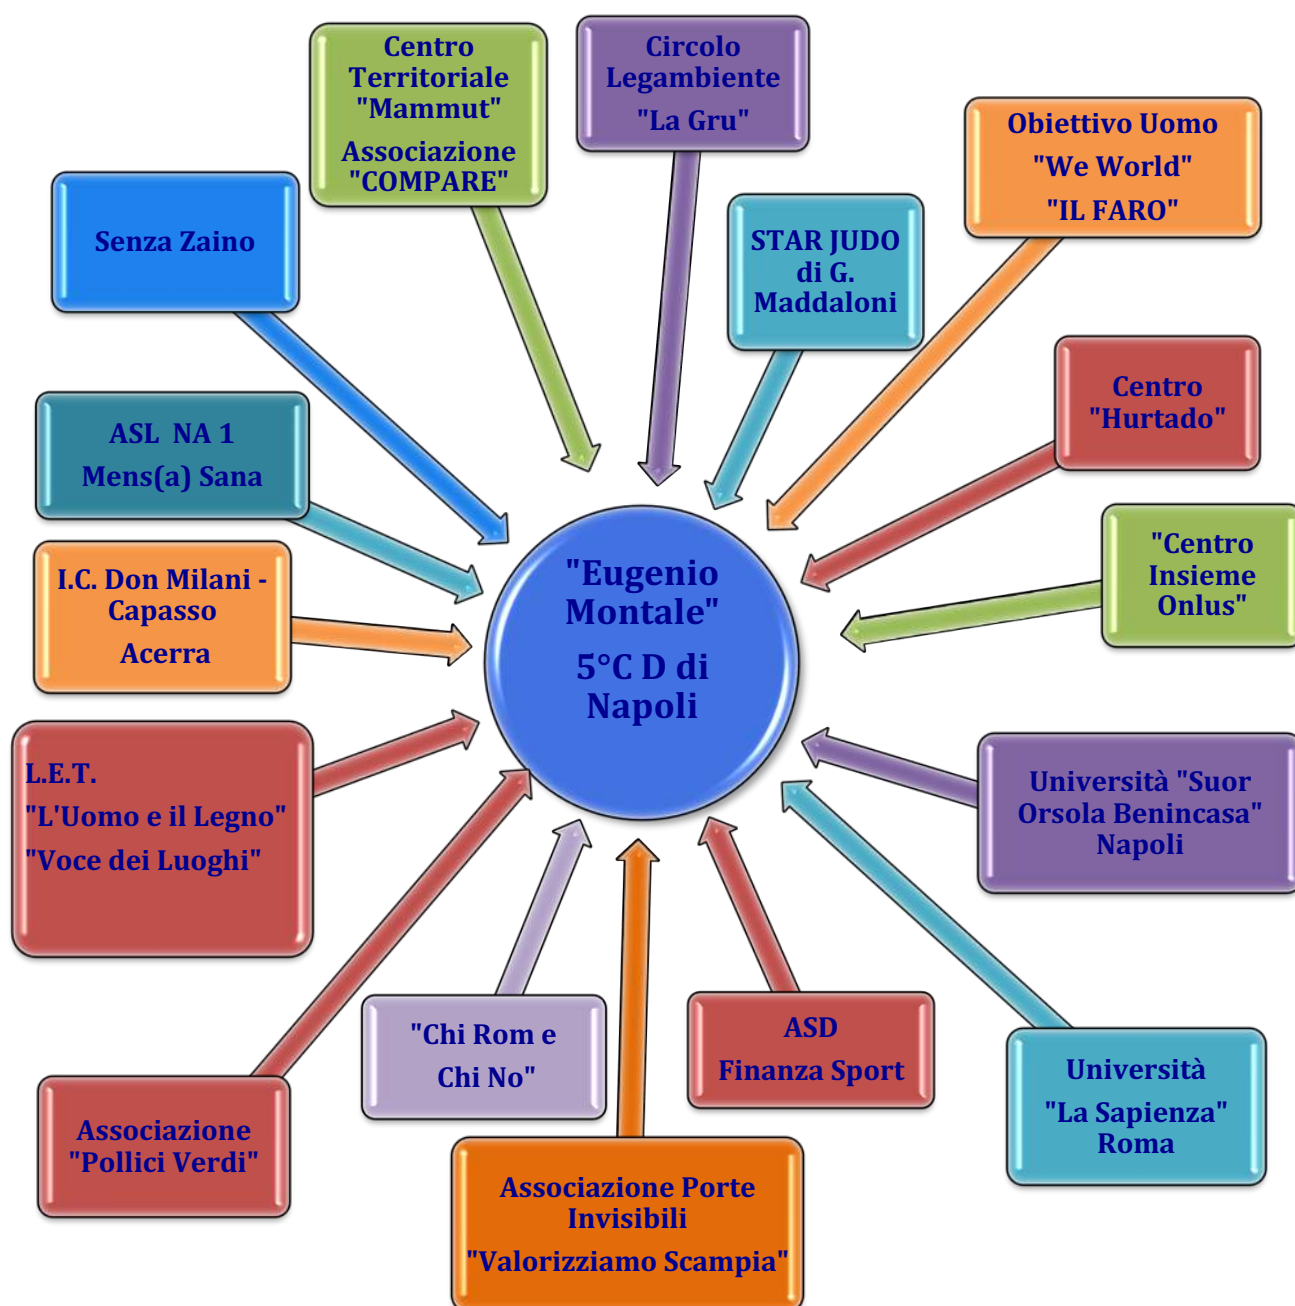 Centro
Territoriale
"Mammut"
Associazione
"COMPARE"
Circolo
Legambiente
"La Gru"
Obiettivo Uomo
"We World"
"IL FARO"
Senza Zaino
STAR JUDO
di G.
Maddaloni
Centro
"Hurtado"
ASL  NA 1
Mens(a) Sana
"Centro
Insieme
Onlus"
I.C. Don Milani -
Capasso
Acerra
"Eugenio
Montale"
5°C D di
Napoli
L.E.T.
"L'Uomo e il Legno"
"Voce dei Luoghi"
Università "Suor
Orsola Benincasa"
Napoli
"Chi Rom e
Chi No"
ASD
Finanza Sport
Università
"La Sapienza"
Roma
Associazione
"Pollici Verdi"
Associazione Porte
Invisibili
"Valorizziamo Scampia"